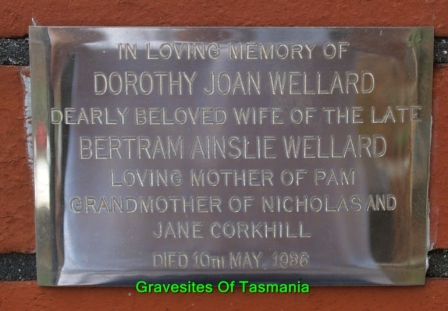 IN LOVING MEMORY OF
DOROTHY JOAN WELLARD
DEARLY BELOVED WIFE OF THE LATE
BERTRAM AINSLIE WELLARD
LOVING MOTHER OF PAM
GRANDMOTHER OF NICHOLAS AND
JANE CORKHILL
DIED 10TH MAY, 1986
Gravesites Of Tasmania